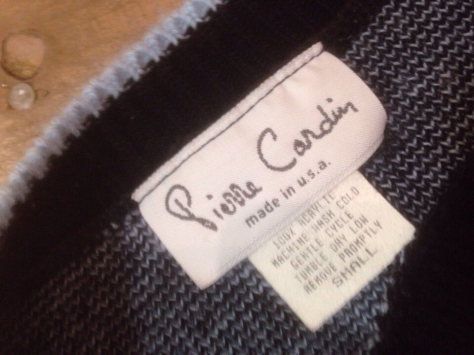 Pierre Cardin
made in u.s.a.
100% ACRYLIC
MACHINE WASH COLD
GENTLE CYCLE
TUMBLE DRY LOW
REMOVE PROMPTLY
SMALL